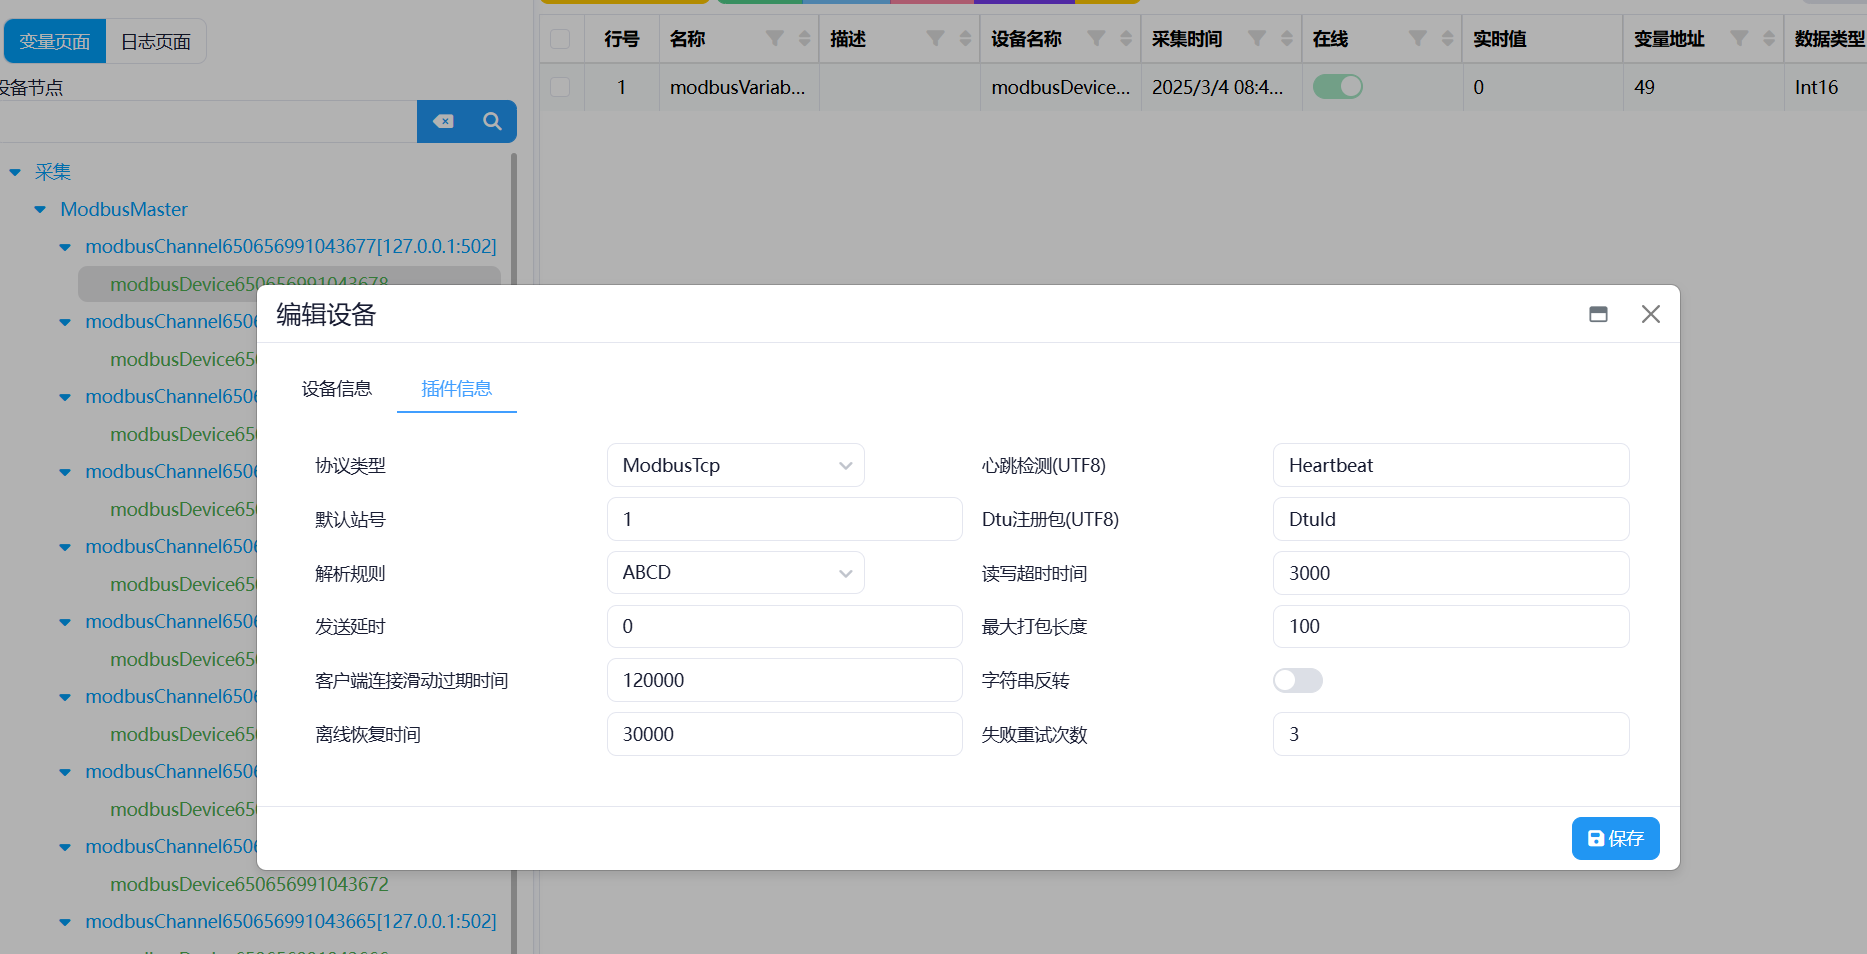 变量页面 日志页面
设备节点
采集
ModbusMaster
modbusChannel650656991043677[127.0.0.1:502]
modbusDevice650656991043678
modbusChannel6506
modbusDevice65
modbusChannel6506
modbusDevice65
modbusChannel6506
modbusDevice65
modbusChannel6506
modbusDevice65
modbusChannel6506
modbusDevice65
modbusChannel6506
modbusDevice65
modbusChannel6506
modbusDevice65
modbusChannel6506
modbusDevice650656991043672
modbusChannel650656991043665[127.0.0.1:502]
行号 名称 描述 设备名称 采集时间 在线 实时值 变量地址 数据类型
1 modbusVariab... modbusDevice... 2025/3/4 08:4... 0 49 Int16
编辑设备
设备信息 插件信息
协议类型 ModbusTcp 心跳检测(UTF8) Heartbeat
默认站号 1 Dtu注册包(UTF8) DtuId
解析规则 ABCD 读写超时时间 3000
发送延时 0 最大打包长度 100
客户端连接滑动过期时间 120000 字符串反转
离线恢复时间 30000 失败重试次数 3
保存